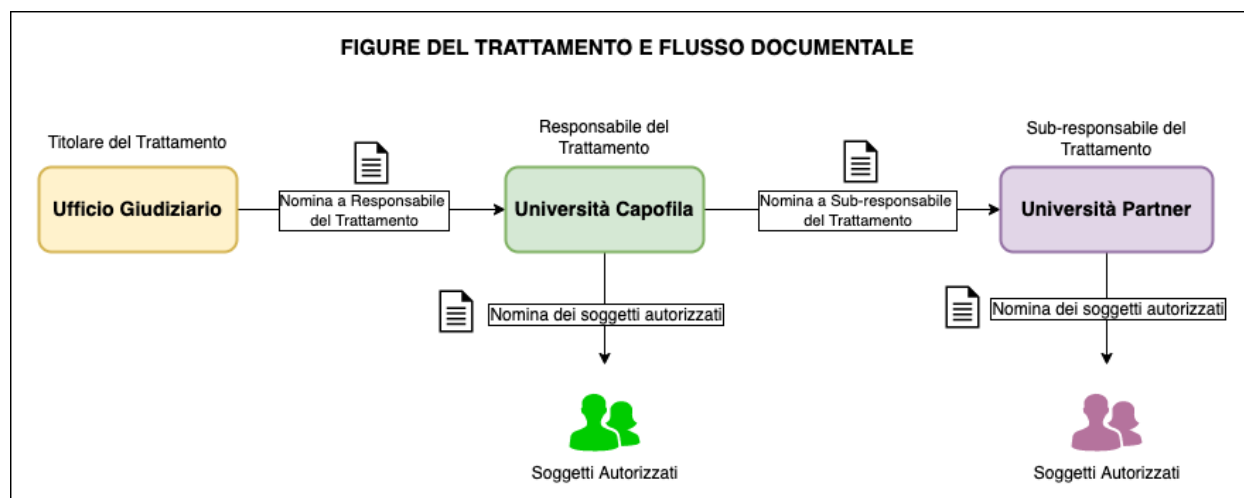 FIGURE DEL TRATTAMENTO E FLUSSO DOCUMENTALE
Titolare del Trattamento
Ufficio Giudiziario
Nomina a Responsabile
del Trattamento
Responsabile del
Trattamento
Università Capofila
Nomina a Sub-responsabile
del Trattamento
Sub-responsabile del
Trattamento
Università Partner
Nomina dei soggetti autorizzati
Soggetti Autorizzati
Nomina dei soggetti autorizzati
Soggetti Autorizzati